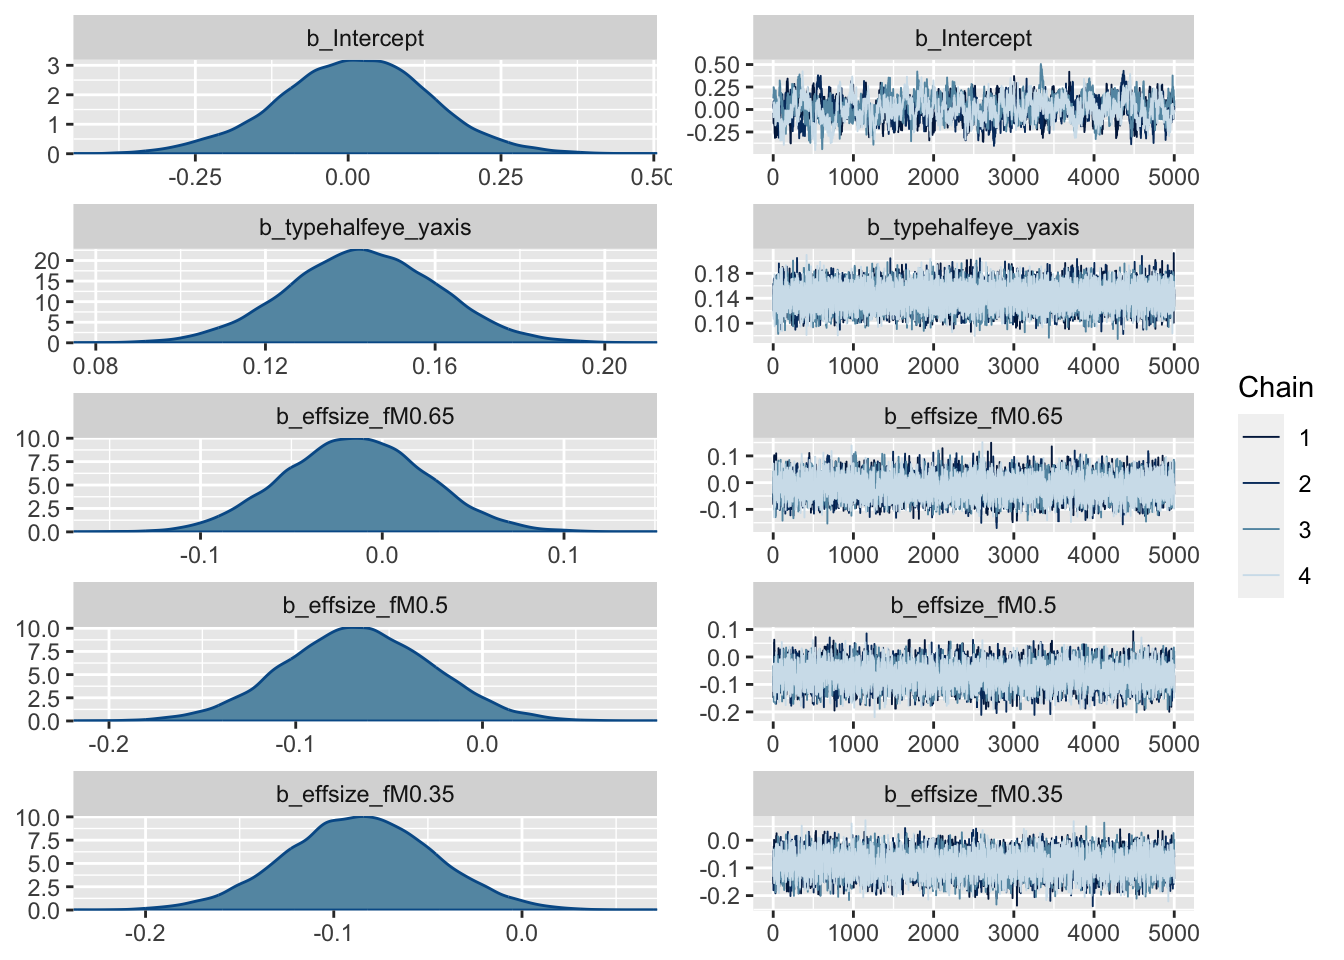 b_Intercept
3
2
1
0
-0.25 0.00 0.25 0.50
b_Intercept
0.50
0.25
0.00
-0.25
0 1000 2000 3000 4000 5000
b_typehalfeye_yaxis
20
15
10
5
0
0.08 0.12 0.16 0.20
b_typehalfeye_yaxis
0.18
0.14
0.10
0 1000 2000 3000 4000 5000
b_effsize_fM0.65
10.0
7.5
5.0
2.5
0.0
-0.1 0.0 0.1
b_effsize_fM0.65
0.1
0.0
-0.1
0 1000 2000 3000 4000 5000
b_effsize_fM0.5
10.0
7.5
5.0
2.5
0.0
-0.2 -0.1 0.0
b_effsize_fM0.5
0.1
0.0
-0.1
-0.2
0 1000 2000 3000 4000 5000
b_effsize_fM0.35
10.0
7.5
5.0
2.5
0.0
-0.2 -0.1 0.0
b_effsize_fM0.35
0.0
-0.1
-0.2
0 1000 2000 3000 4000 5000
Chain
1
2
3
4